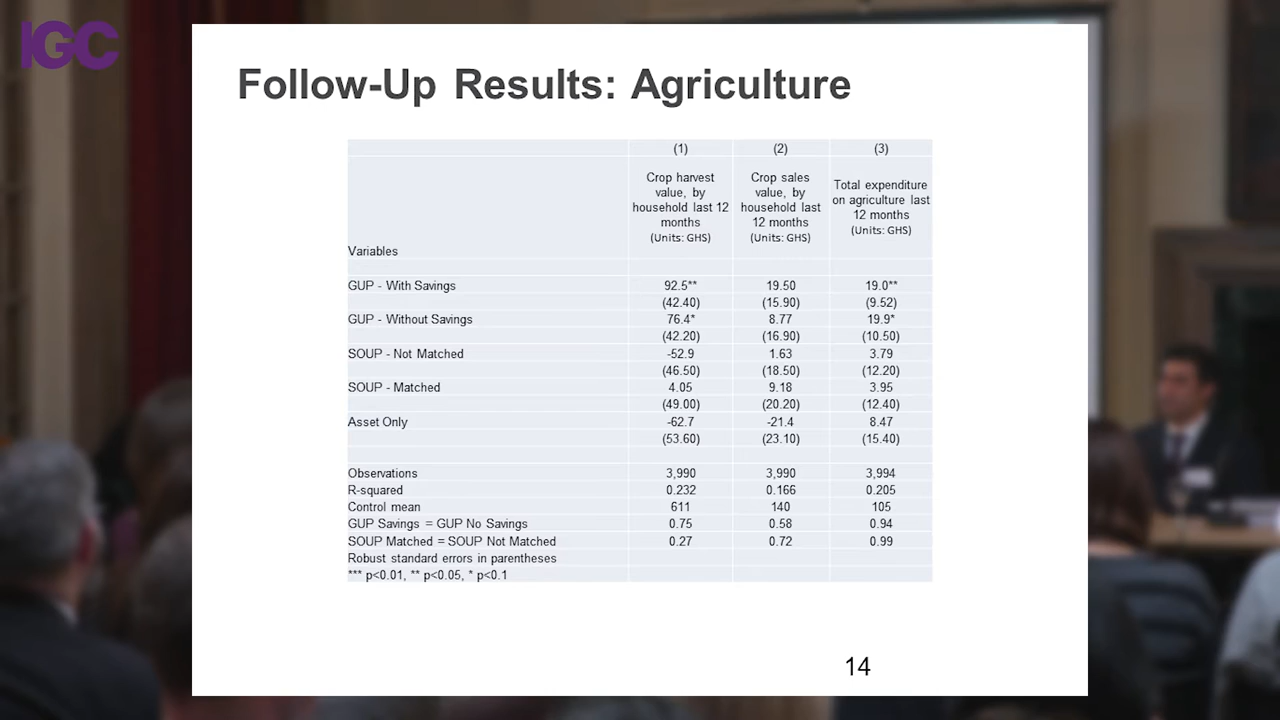 IGC
Follow-Up Results: Agriculture
(1) (2) (3)
Variables
Crop harvest value, by household last 12 months (Units: GHS)
Crop sales value, by household last 12 months (Units: GHS)
Total expenditure on agriculture last 12 months (Units: GHS)
GUP - With Savings 92.5** 19.50 19.0**
(42.40) (15.90) (9.52)
GUP - Without Savings 76.4* 8.77 19.9*
(42.20) (16.90) (10.50)
SOUP - Not Matched -52.9 1.63 3.79
(46.50) (18.50) (12.20)
SOUP - Matched 4.05 9.18 3.95
(49.00) (20.20) (12.40)
Asset Only -62.7 -21.4 8.47
(53.60) (23.10) (15.40)
Observations 3,990 3,990 3,994
R-squared 0.232 0.166 0.205
Control mean 611 140 105
GUP Savings = GUP No Savings 0.75 0.58 0.94
SOUP Matched = SOUP Not Matched 0.27 0.72 0.99
Robust standard errors in parentheses
*** p<0.01, ** p<0.05, * p<0.1
14